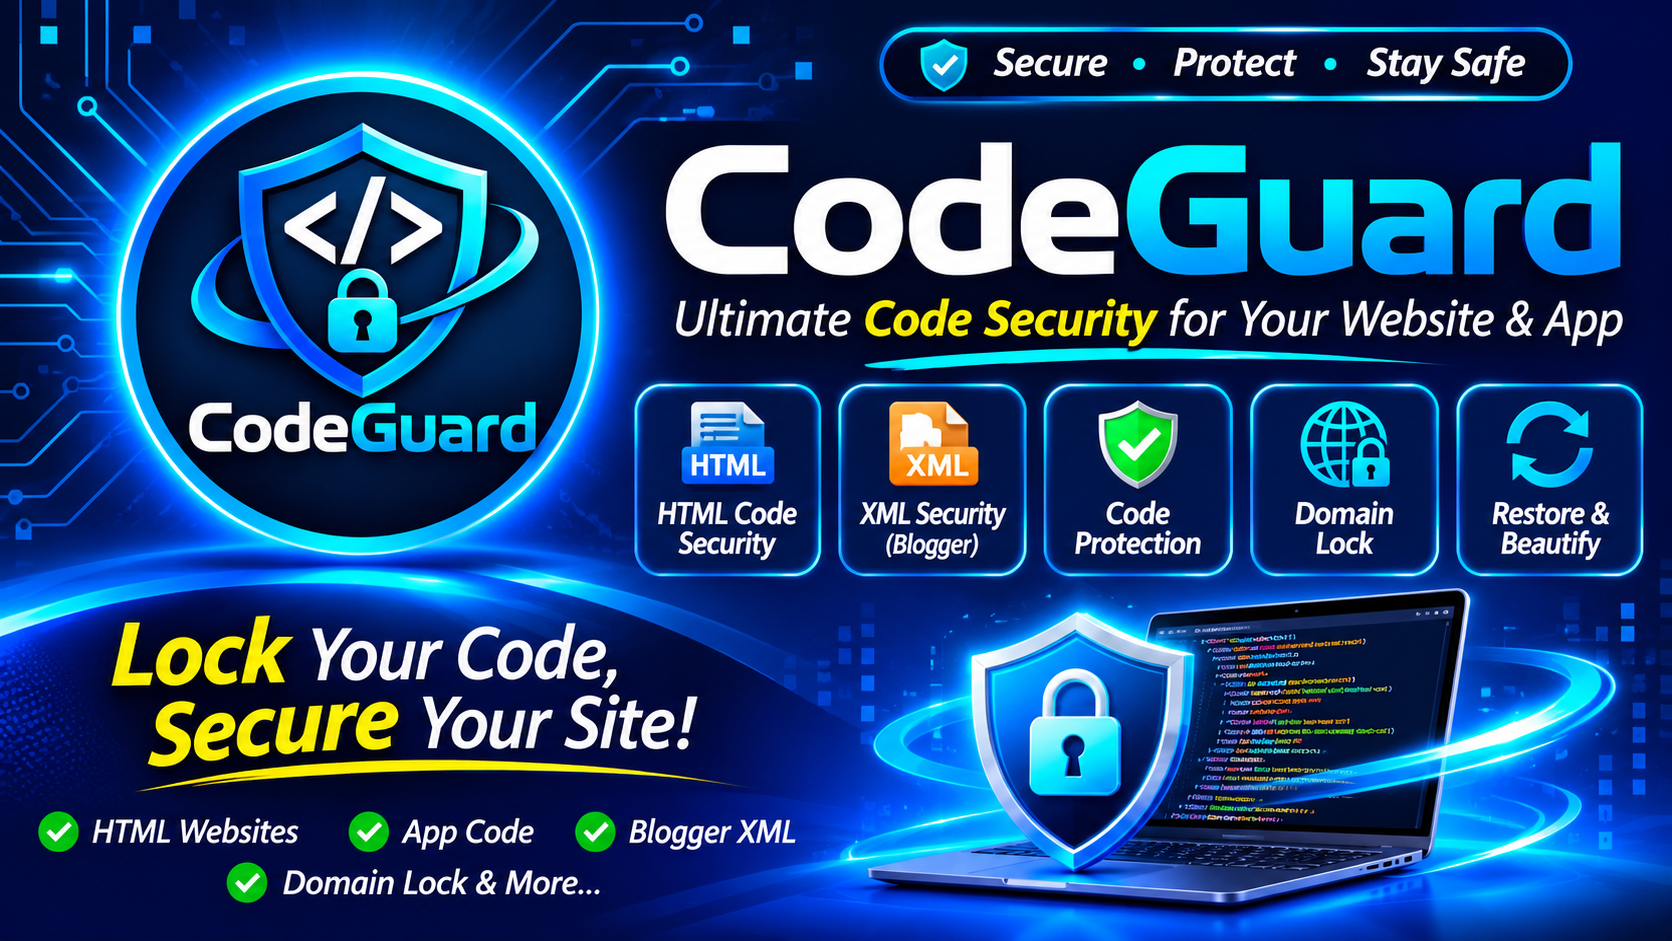 Secure • Protect • Stay Safe
</>
CodeGuard
CodeGuard
Ultimate Code Security for Your Website & App
HTML
HTML Code
Security
XML
XML Security
(Blogger)
Code
Protection
Domain
Lock
Restore &
Beautify
Lock Your Code,
Secure Your Site!
HTML Websites
App Code
Blogger XML
Domain Lock & More...